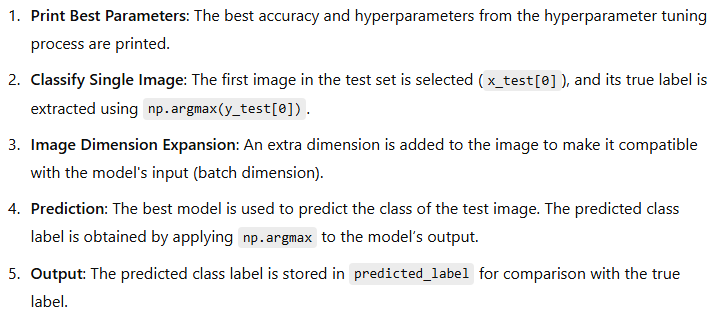 1. Print Best Parameters: The best accuracy and hyperparameters from the hyperparameter tuning
process are printed.
2. Classify Single Image: The first image in the test set is selected ( x_test[0] ), and its true label is
extracted using np.argmax(y_test[0]) .
3. Image Dimension Expansion: An extra dimension is added to the image to make it compatible
with the model's input (batch dimension).
4. Prediction: The best model is used to predict the class of the test image. The predicted class
label is obtained by applying np.argmax to the model's output.
5. Output: The predicted class label is stored in predicted_label for comparison with the true
label.